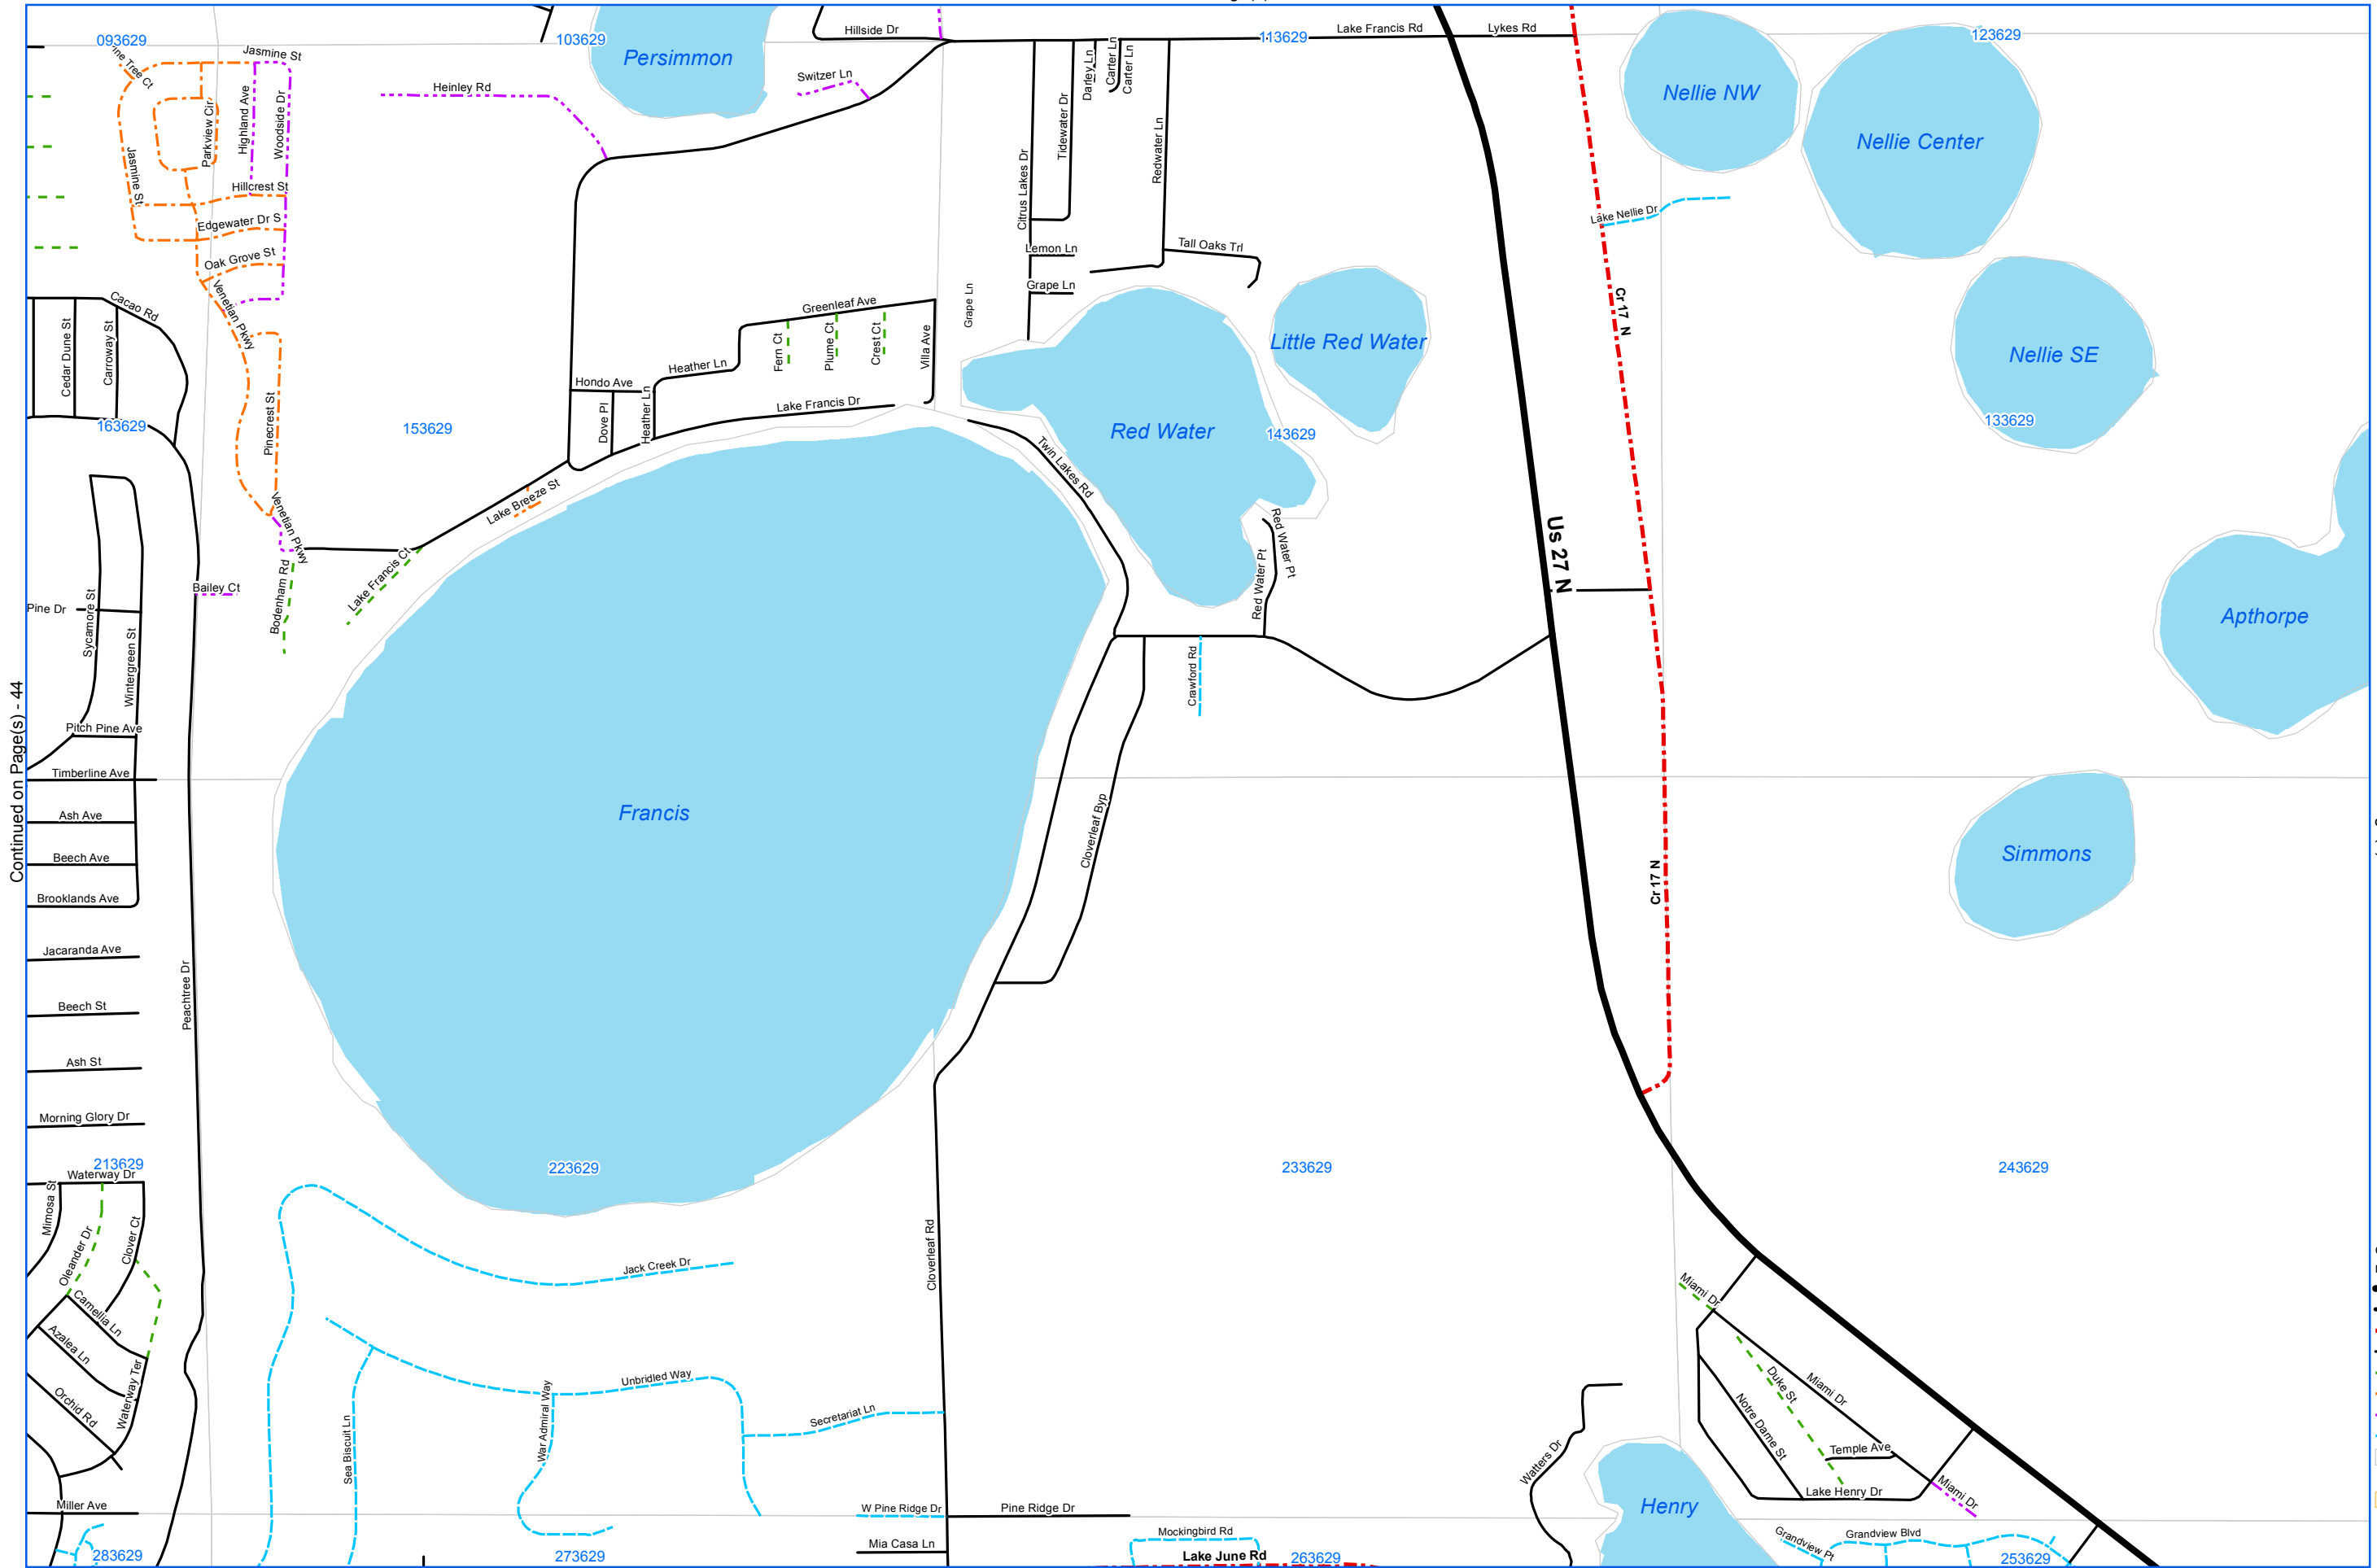 093629
103629
Persimmon
Hillside Dr
113629
Lake Francis Rd
Lykes Rd
123629
Jasmine St
Tree Ct
Heinley Rd
Switzer Ln
Darley Ln
Carter Ln
Carter Ln
Nellie NW
Nellie Center
Highland Ave
Woodside Dr
Parkview Cir
Tidewater Dr
Redwater Ln
Citrus Lakes Dr
Jasmine St
Hillcrest St
Edgewater Dr S
Oak Grove St
Lake Nellie Dr
Lemon Ln
Tall Oaks Trl
Grape Ln
Grape Ln
Cacao Rd
Venetian Pkwy
Greenleaf Ave
Cr 17 N
Cedar Dune St
Carroway St
Fern Ct
Plume Ct
Crest Ct
Villa Ave
Little Red Water
Nellie SE
Heather Ln
Hondo Ave
Heather Ln
Dove Pl
Lake Francis Dr
Pinecrest St
163629
153629
Red Water
143629
133629
Twin Lakes Rd
Lake Breeze St
Venetian Pkwy
Red Water Pt
Red Water Pt
Us 27 N
Lake Francis Ct
Bodenham Rd
Bailey Ct
Pine Dr
Sycamore St
Wintergreen St
Apthorpe
Crawford Rd
Continued on Page(s) - 44
Pitch Pine Ave
Timberline Ave
Ash Ave
Francis
Cloverleaf Byp
Beech Ave
Simmons
Cr 17 N
Brooklands Ave
Jacaranda Ave
Peachtree Dr
Beech St
Ash St
Morning Glory Dr
213629
223629
233629
243629
Waterway Dr
Mimosa St
Oleander Dr
Clover Ct
Jack Creek Dr
Cloverleaf Rd
Miami Dr
Camellia Ln
Azalea Ln
Orchid Rd
Waterway Ter
Unbridled Way
War Admiral Way
Sea Biscuit Ln
Secretariat Ln
Duke St
Miami Dr
Notre Dame St
Temple Ave
Watters Dr
Lake Henry Dr
Miami Dr
Miller Ave
W Pine Ridge Dr
Pine Ridge Dr
Henry
Mockingbird Rd
Grandview Pt
Grandview Blvd
Mia Casa Ln
283629
273629
Lake June Rd
263629
253629